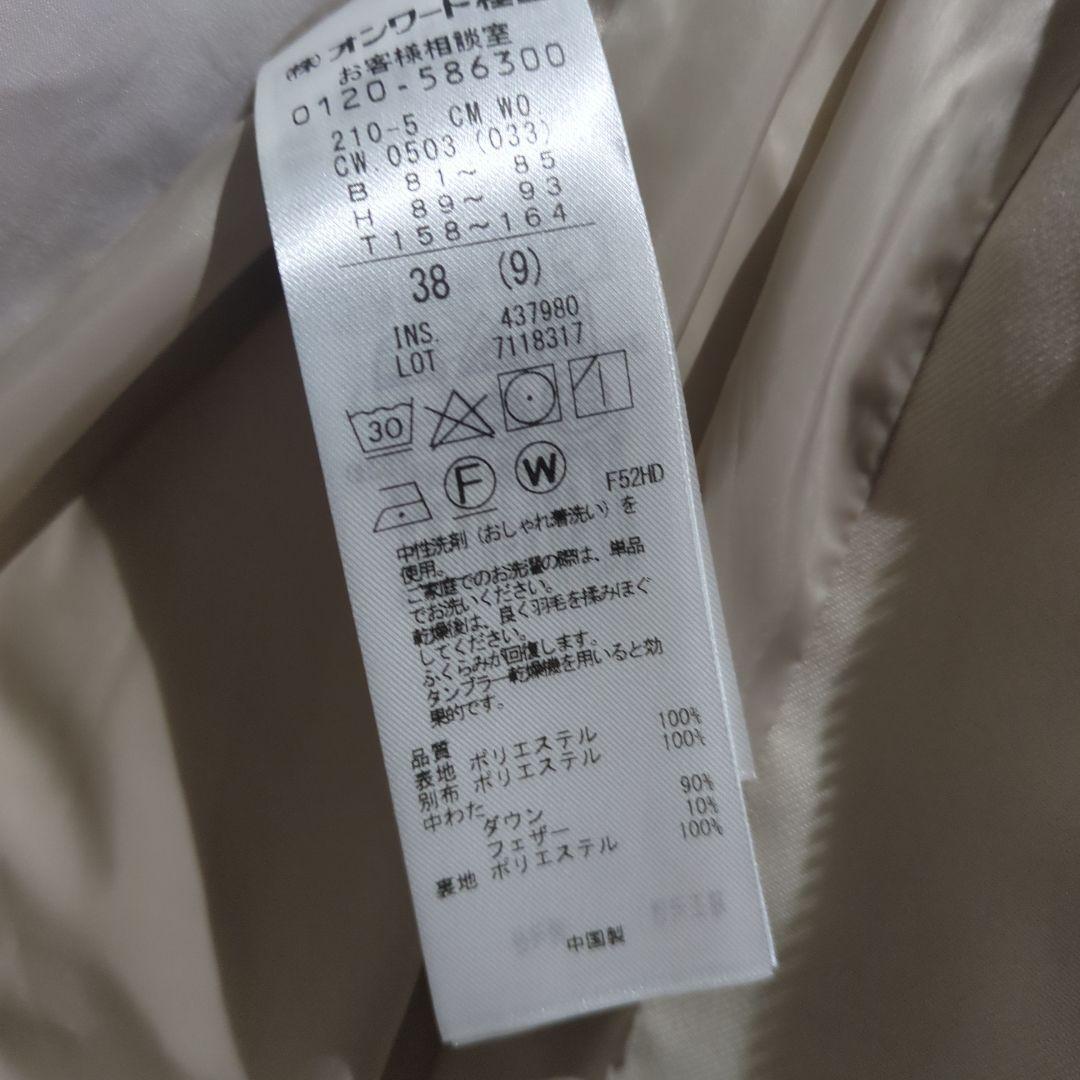 ㈱オンワード樫山
お客様相談室
0120-586300
210-5 CM WO
CW 0503 (033)
B 81~ 85
H 89~ 93
T158~164
38 (9)
INS. 437980
LOT 7118317
30
F W F52HD
中性洗剤（おしゃれ着洗い）を
使用。
ご家庭でのお洗濯の際は、単品
でお洗いください。
乾燥後は、良く羽毛を揉みほぐ
してください。
ふくらみが回復します。
タンブラー乾燥機を用いると効
果的です。
品質
表地 ポリエステル 100%
別布 ポリエステル 100%
中わた
ダウン 90%
フェザー 10%
裏地 ポリエステル 100%
中国製